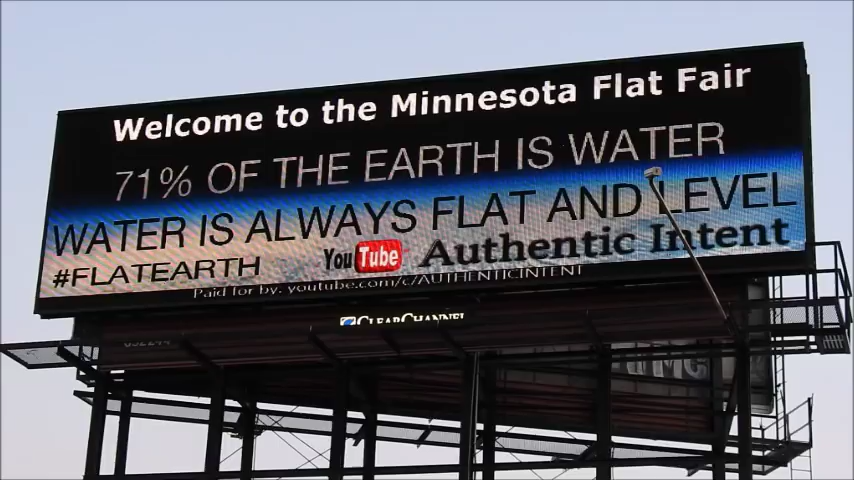 Welcome to the Minnesota Flat Fair
71% OF THE EARTH IS WATER
WATER IS ALWAYS FLAT AND LEVEL
#FLATEARTH YouTube Authentic Intent
Paid for by: youtube.com/c/AUTHENTICINTENT
CLEARCHANNEL